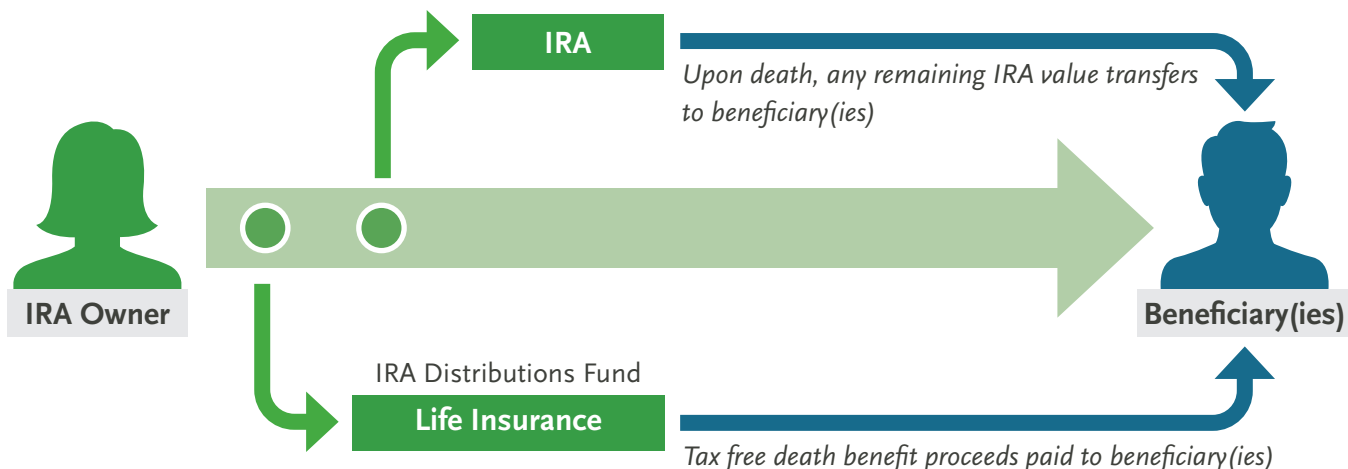 IRA
Upon death, any remaining IRA value transfers
to beneficiary(ies)
IRA Owner
Beneficiary(ies)
IRA Distributions Fund
Life Insurance
Tax free death benefit proceeds paid to beneficiary(ies)